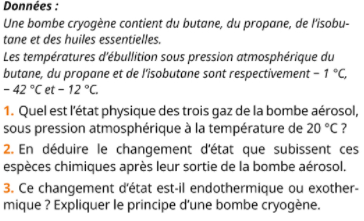 Données :
Une bombe cryogène contient du butane, du propane, de l'isobu-
tane et des huiles essentielles.
Les températures d'ébullition sous pression atmosphérique du
butane, du propane et de l'isobutane sont respectivement − 1 °C,
− 42 °C et − 12 °C.
1. Quel est l'état physique des trois gaz de la bombe aérosol,
sous pression atmosphérique à la température de 20 °C ?
2. En déduire le changement d'état que subissent ces
espèces chimiques après leur sortie de la bombe aérosol.
3. Ce changement d'état est-il endothermique ou exother-
mique ? Expliquer le principe d'une bombe cryogène.